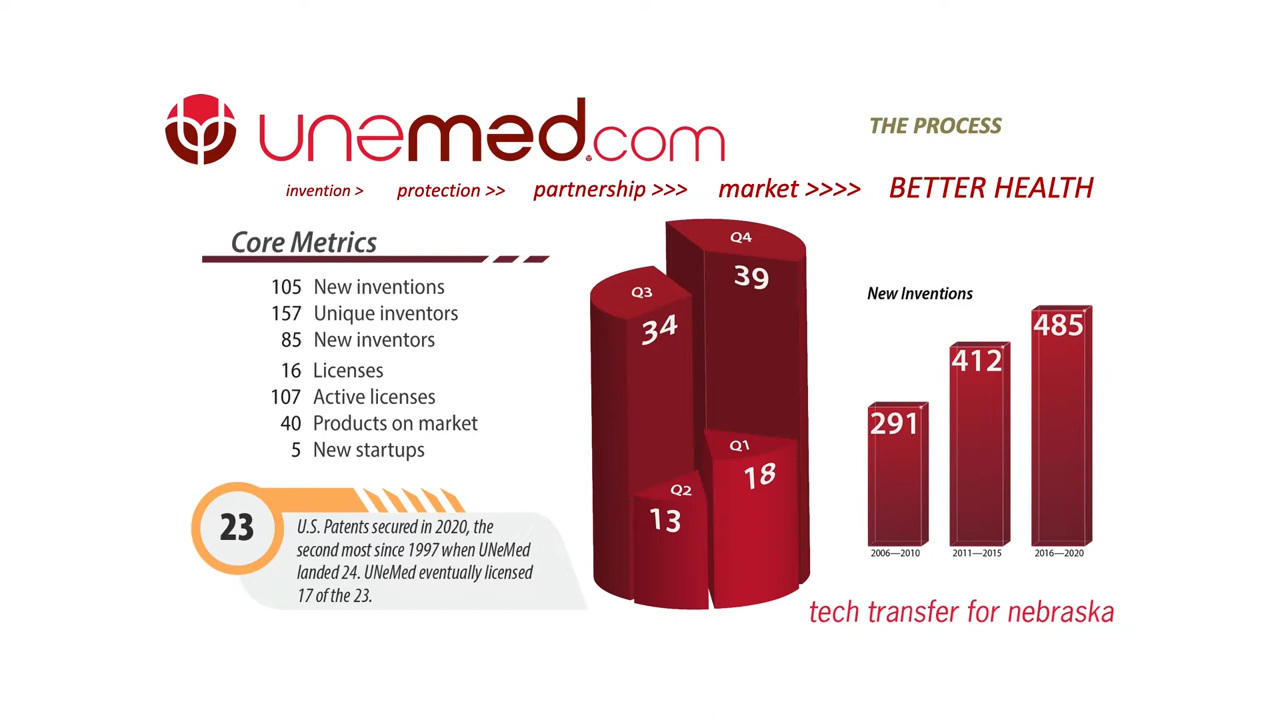 unemed.com
THE PROCESS
invention > protection >> partnership >>> market >>>> BETTER HEALTH
Core Metrics
105 New inventions
157 Unique inventors
85 New inventors
16 Licenses
107 Active licenses
40 Products on market
5 New startups
23
U.S. Patents secured in 2020, the
second most since 1997 when UNeMed
landed 24. UNeMed eventually licensed
17 of the 23.
Q4
39
Q3
34
Q1
18
Q2
13
New Inventions
485
412
291
2006—2010 2011—2015 2016—2020
tech transfer for nebraska